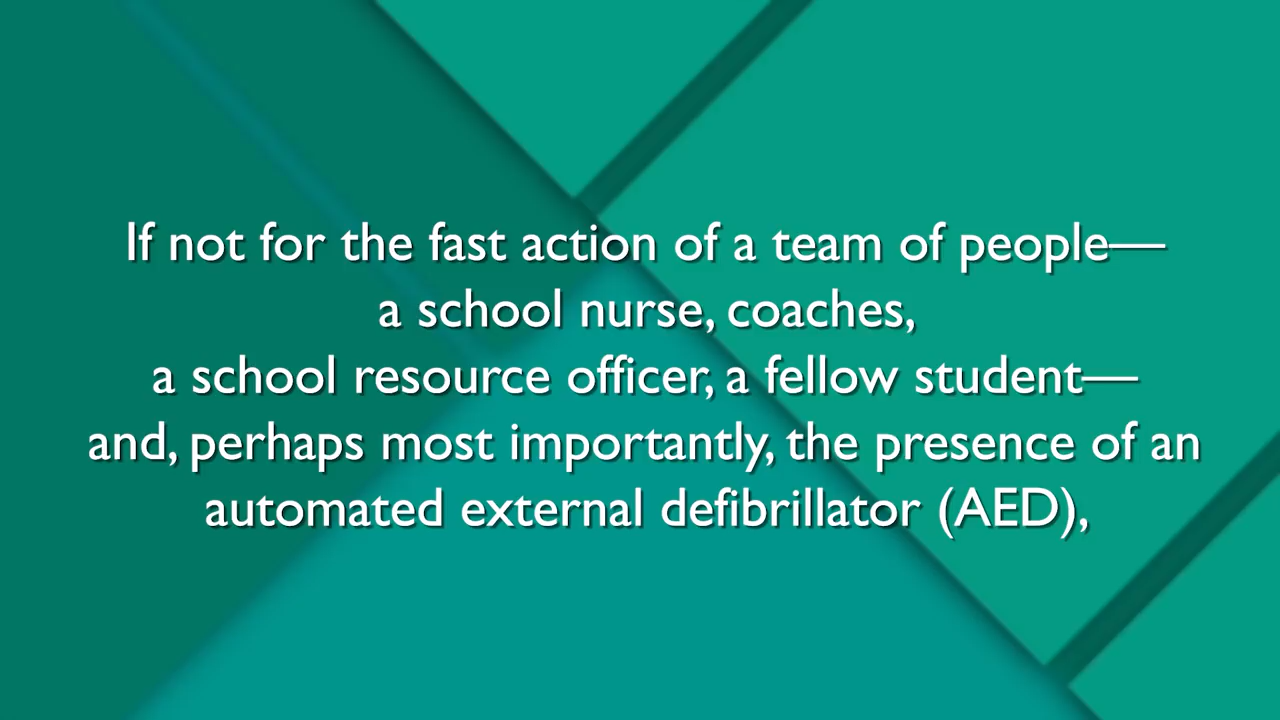 If not for the fast action of a team of people—
a school nurse, coaches,
a school resource officer, a fellow student—
and, perhaps most importantly, the presence of an
automated external defibrillator (AED),